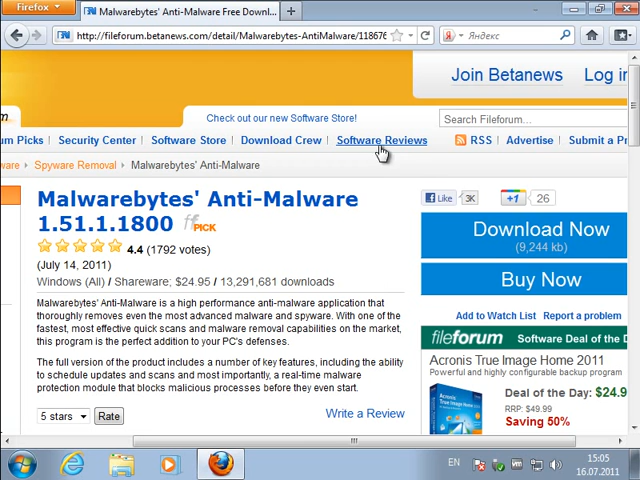 Firefox
Malwarebytes' Anti-Malware Free Downl...
http://fileforum.betanews.com/detail/Malwarebytes-AntiMalware/118676
Яндекс
Join Betanews
Log in
m
Check out our new Software Store!
Search Fileforum...
um Picks
Security Center
Software Store
Download Crew
Software Reviews
RSS
Advertise
Submit a Pr
ware
Spyware Removal
Malwarebytes' Anti-Malware
Malwarebytes' Anti-Malware
1.51.1.1800
ff PICK
4.4 (1792 votes)
(July 14, 2011)
Windows (All) / Shareware; $24.95 / 13,291,681 downloads
Malwarebytes' Anti-Malware is a high performance anti-malware application that
thoroughly removes even the most advanced malware and spyware. With one of the
fastest, most effective quick scans and malware removal capabilities on the market,
this program is the perfect addition to your PC's defenses.
The full version of the product includes a number of key features, including the ability
to schedule updates and scans and most importantly, a real-time malware
protection module that blocks malicious processes before they even start.
5 stars
Rate
Write a Review
Like
3K
+1
26
Download Now
(9,244 kb)
Buy Now
Add to Watch List
Report a problem
fileforum
Software Deal of the D
Acronis True Image Home 2011
Powerful and highly configurable backup program
Deal of the Day: $24.9
RRP: $49.99
Saving 50%
EN
15:05
16.07.2011